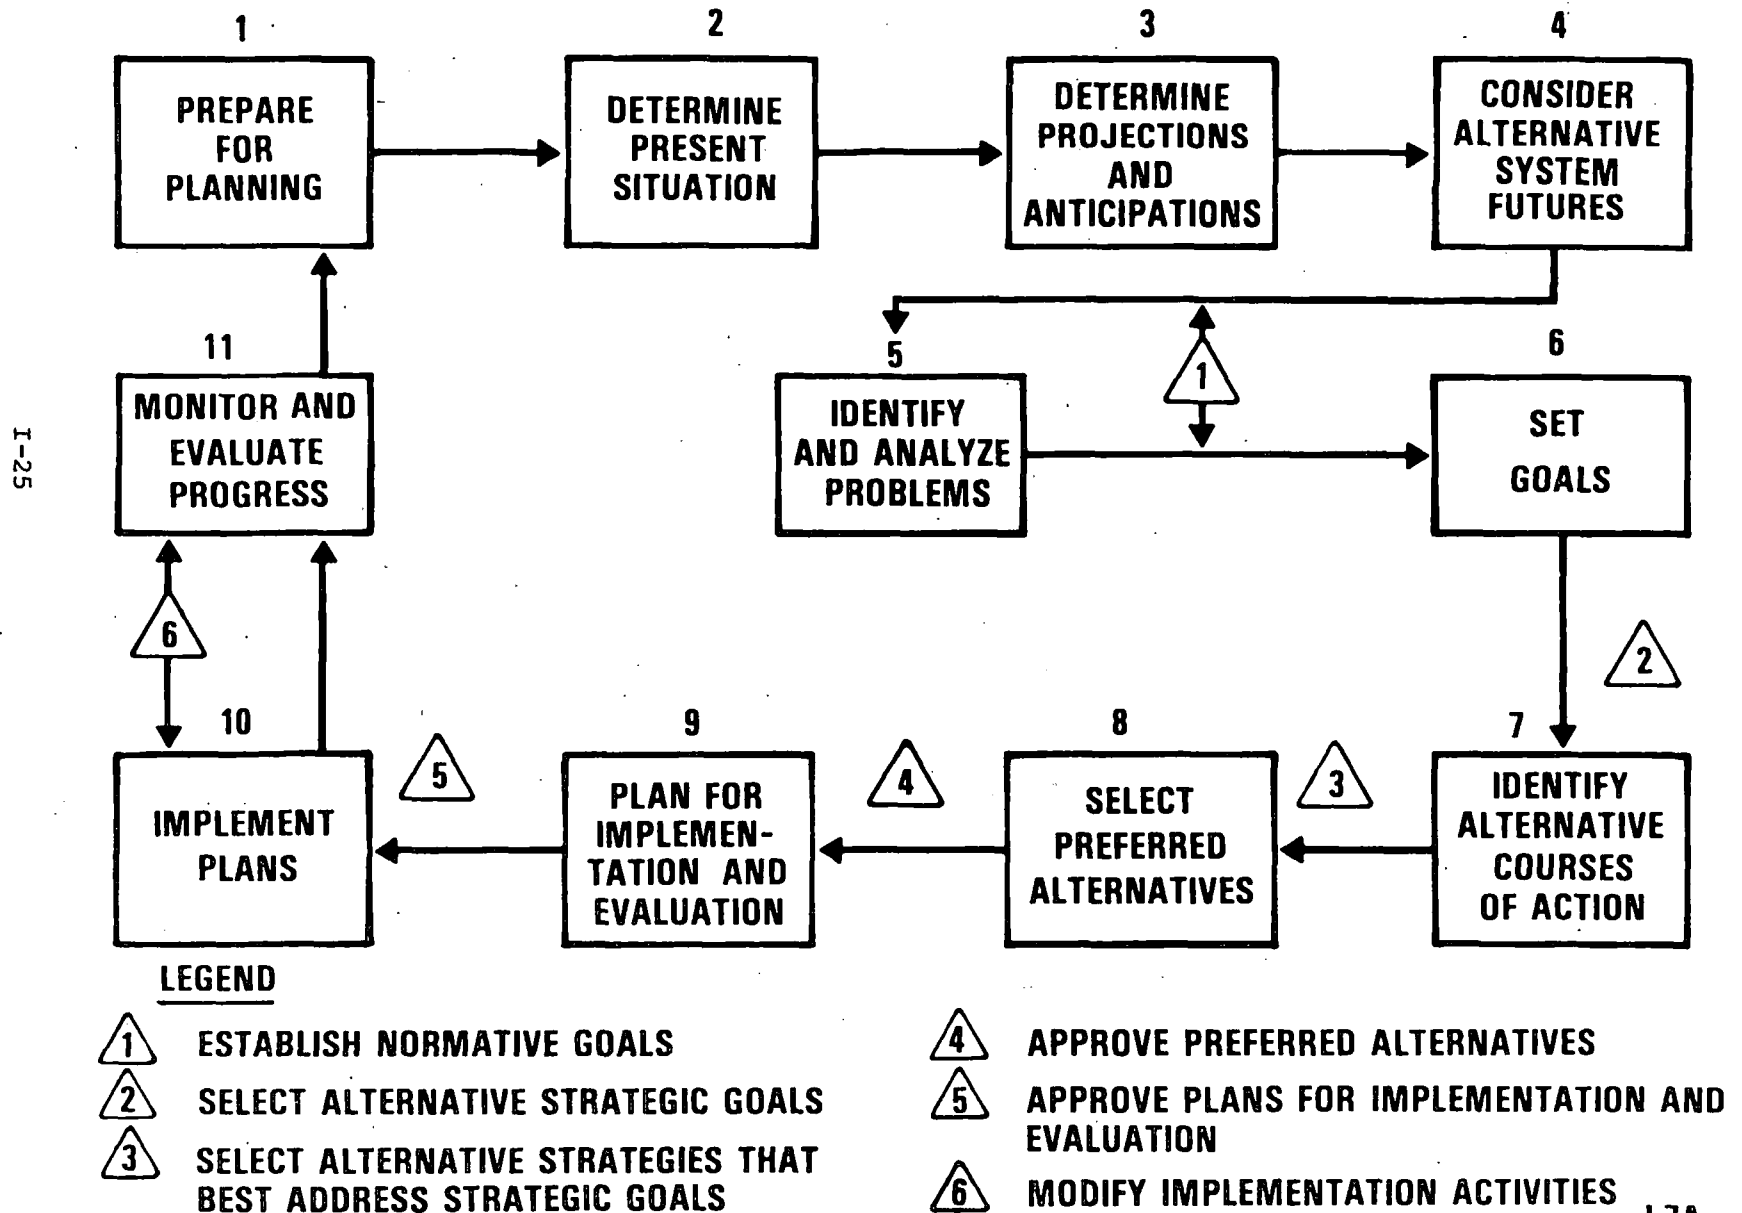 1
PREPARE
FOR
PLANNING
2
DETERMINE
PRESENT
SITUATION
3
DETERMINE
PROJECTIONS
AND
ANTICIPATIONS
4
CONSIDER
ALTERNATIVE
SYSTEM
FUTURES
5
IDENTIFY
AND ANALYZE
PROBLEMS
1
6
SET
GOALS
2
7
IDENTIFY
ALTERNATIVE
COURSES
OF ACTION
3
8
SELECT
PREFERRED
ALTERNATIVES
4
9
PLAN FOR
IMPLEMEN-
TATION AND
EVALUATION
5
10
IMPLEMENT
PLANS
6
11
MONITOR AND
EVALUATE
PROGRESS
I-25
LEGEND
1 ESTABLISH NORMATIVE GOALS
2 SELECT ALTERNATIVE STRATEGIC GOALS
3 SELECT ALTERNATIVE STRATEGIES THAT
BEST ADDRESS STRATEGIC GOALS
4 APPROVE PREFERRED ALTERNATIVES
5 APPROVE PLANS FOR IMPLEMENTATION AND
EVALUATION
6 MODIFY IMPLEMENTATION ACTIVITIES